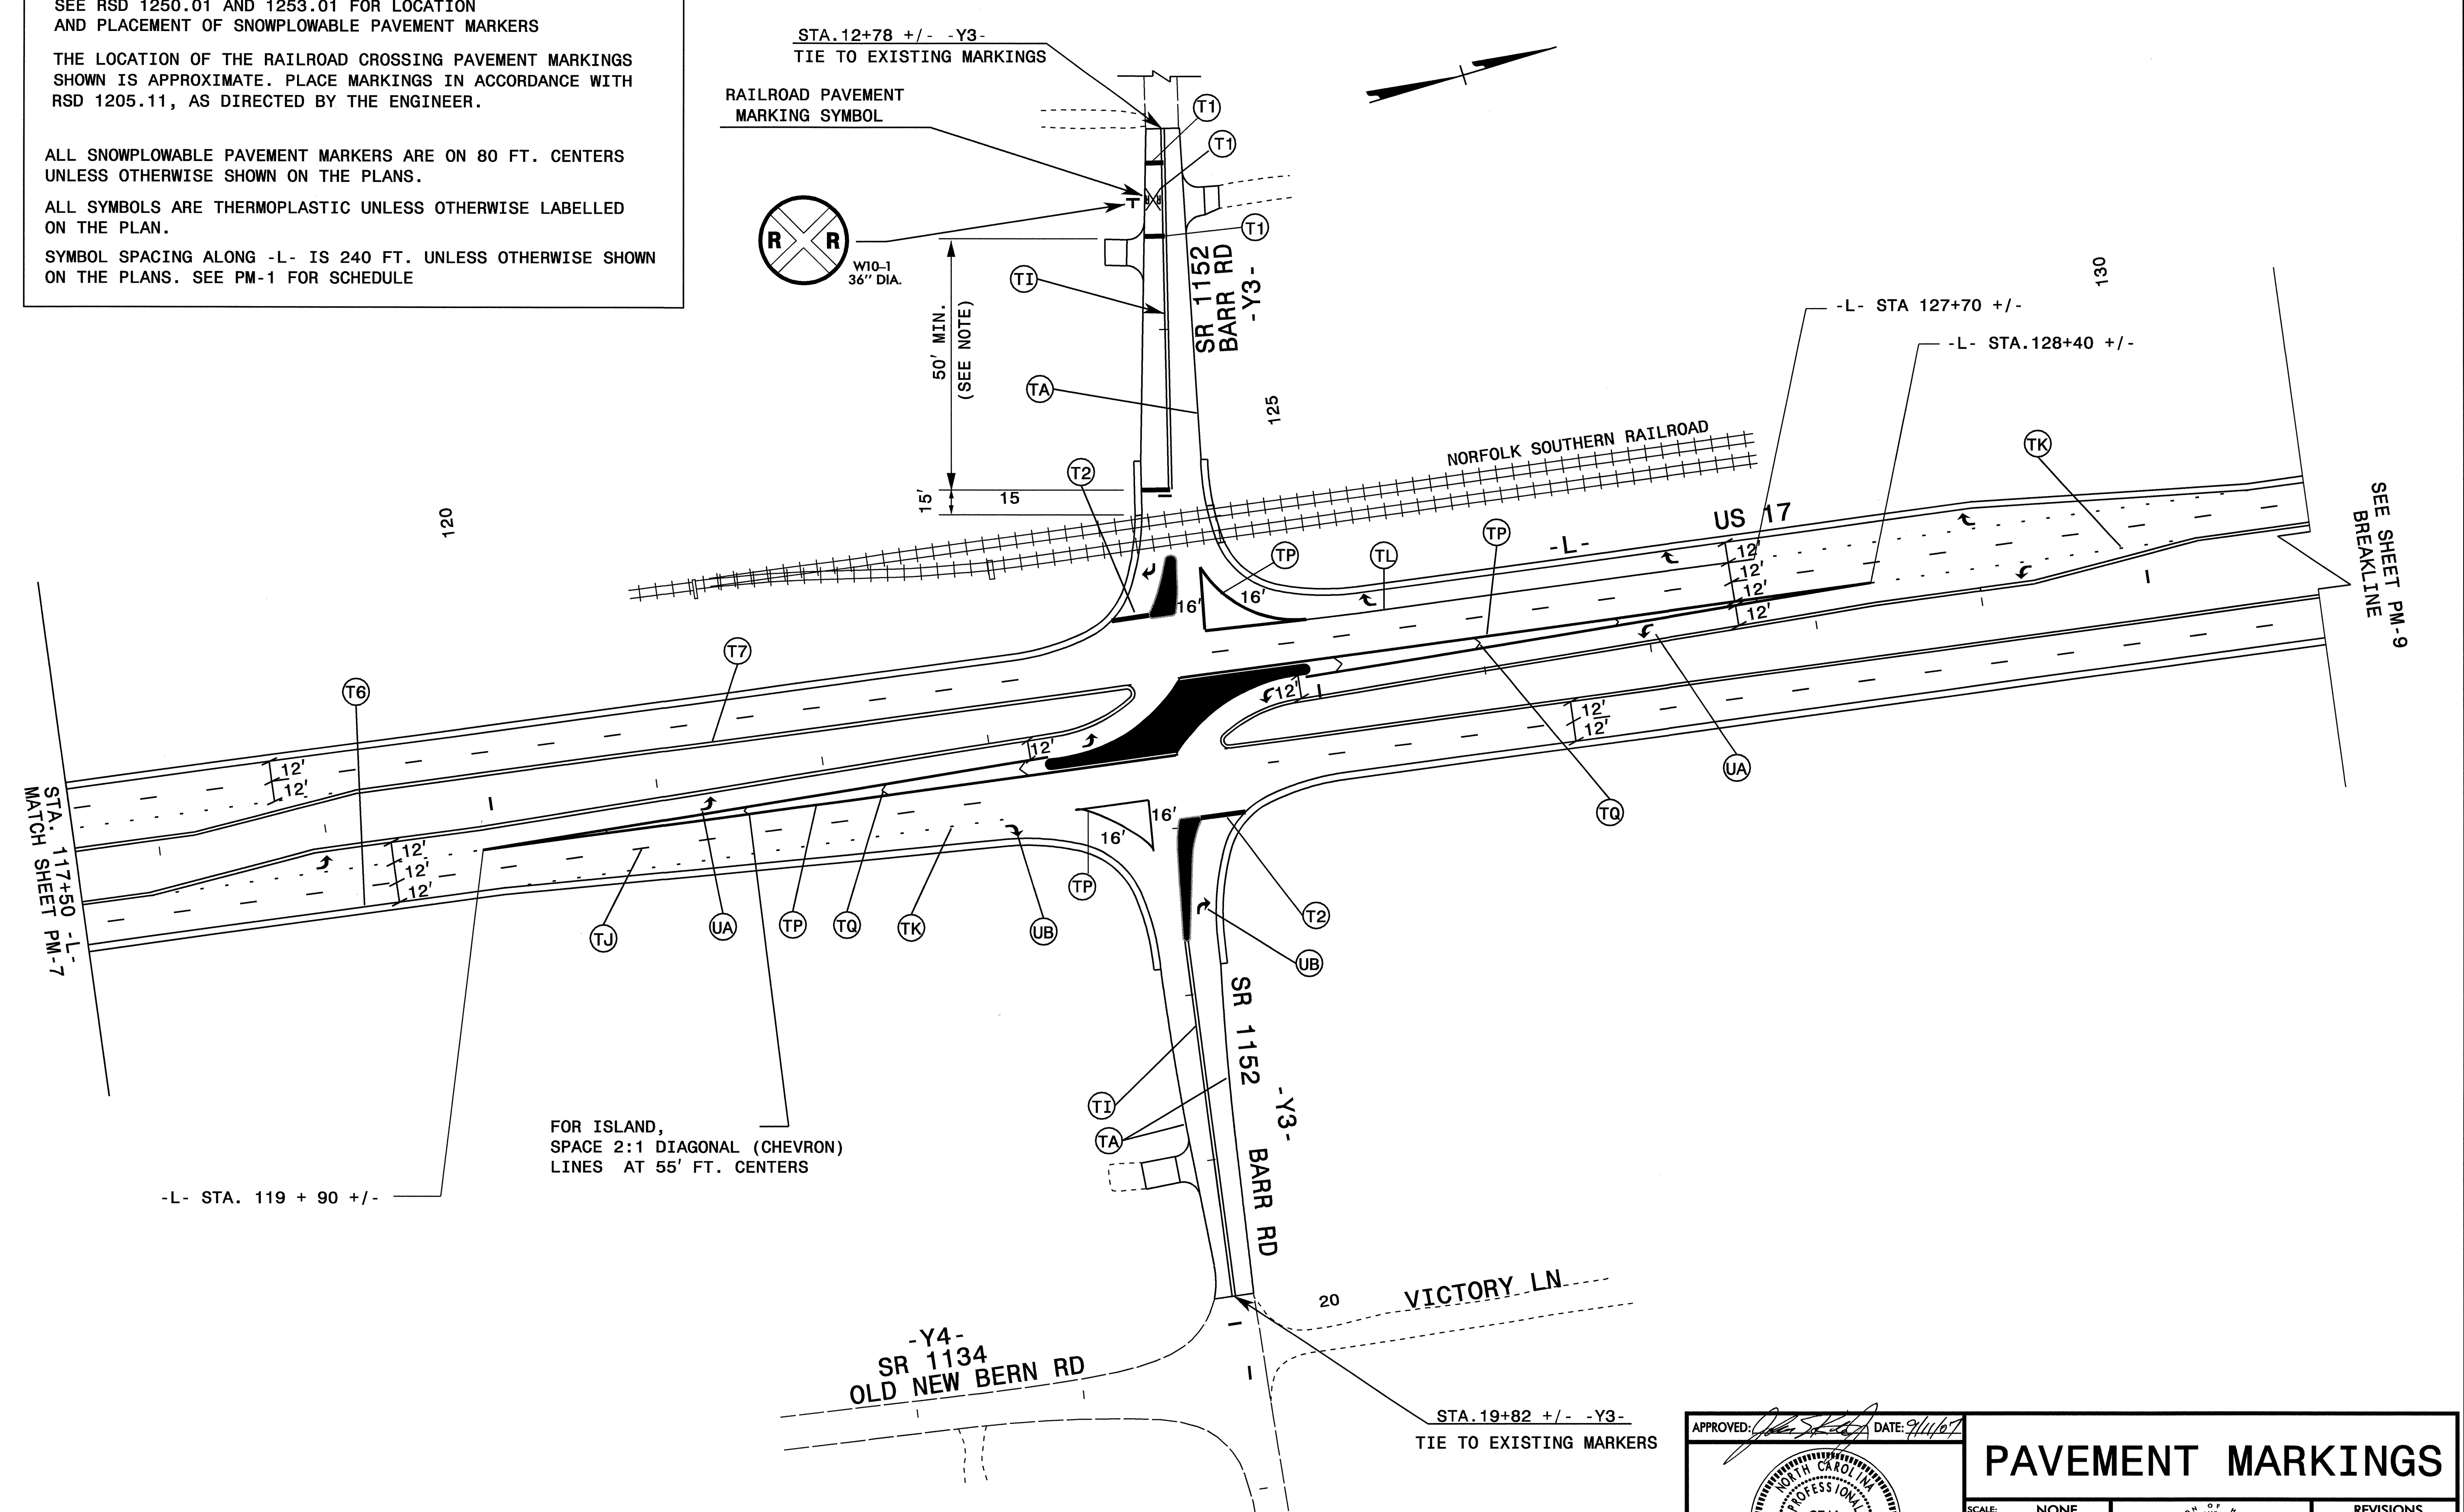 SEE RSD 1250.01 AND 1253.01 FOR LOCATION
AND PLACEMENT OF SNOWPLOWABLE PAVEMENT MARKERS
THE LOCATION OF THE RAILROAD CROSSING PAVEMENT MARKINGS
SHOWN IS APPROXIMATE. PLACE MARKINGS IN ACCORDANCE WITH
RSD 1205.11, AS DIRECTED BY THE ENGINEER.
ALL SNOWPLOWABLE PAVEMENT MARKERS ARE ON 80 FT. CENTERS
UNLESS OTHERWISE SHOWN ON THE PLANS.
ALL SYMBOLS ARE THERMOPLASTIC UNLESS OTHERWISE LABELLED
ON THE PLAN.
SYMBOL SPACING ALONG -L- IS 240 FT. UNLESS OTHERWISE SHOWN
ON THE PLANS. SEE PM-1 FOR SCHEDULE
STA.12+78 +/- -Y3-
TIE TO EXISTING MARKINGS
RAILROAD PAVEMENT
MARKING SYMBOL
T1
T1
T1
R R
R R
W10-1
36" DIA.
TI
50' MIN.
(SEE NOTE)
SR 1152
BARR RD
-Y3-
TA
15'
15
T2
120
125
130
-L- STA 127+70 +/-
-L- STA.128+40 +/-
NORFOLK SOUTHERN RAILROAD
TK
US 17
-L-
TP
TL
TP
16'
16'
12'
12'
12'
12'
SEE SHEET PM-9
BREAKLINE
T7
T6
12'
12'
12'
12'
12'
12'
UA
TQ
STA. 117+50 -L-
MATCH SHEET PM-7
12'
12'
12'
16'
16'
TJ
UA
TP
TQ
TK
UB
TP
T2
UB
SR 1152
-Y3-
BARR RD
TI
TA
FOR ISLAND,
SPACE 2:1 DIAGONAL (CHEVRON)
LINES AT 55' FT. CENTERS
-L- STA. 119 + 90 +/-
20
VICTORY LN
-Y4-
SR 1134
OLD NEW BERN RD
STA.19+82 +/- -Y3-
TIE TO EXISTING MARKERS
APPROVED: DATE: 9/11/07
NORTH CAROLINA
PROFESSIONAL
PAVEMENT MARKINGS
SCALE: NONE
REVISIONS